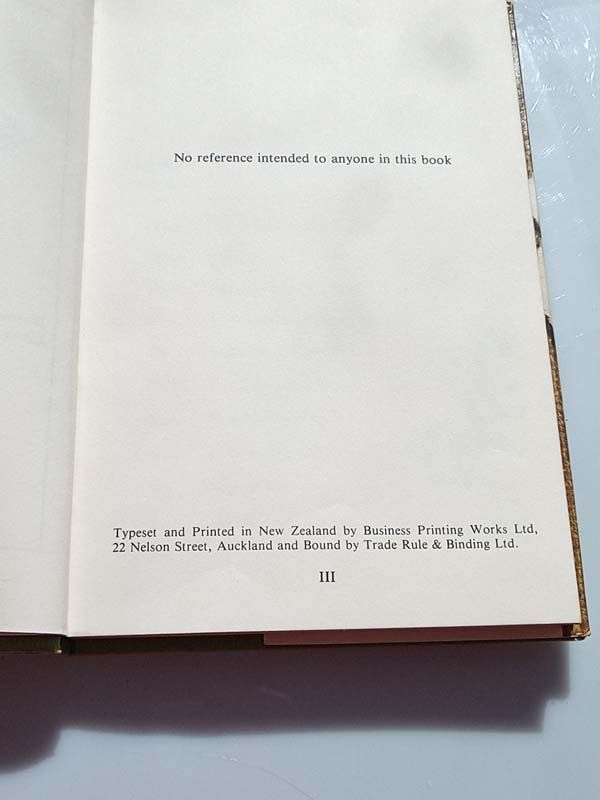 No reference intended to anyone in this book
Typeset and Printed in New Zealand by Business Printing Works Ltd,
22 Nelson Street, Auckland and Bound by Trade Rule & Binding Ltd.
III